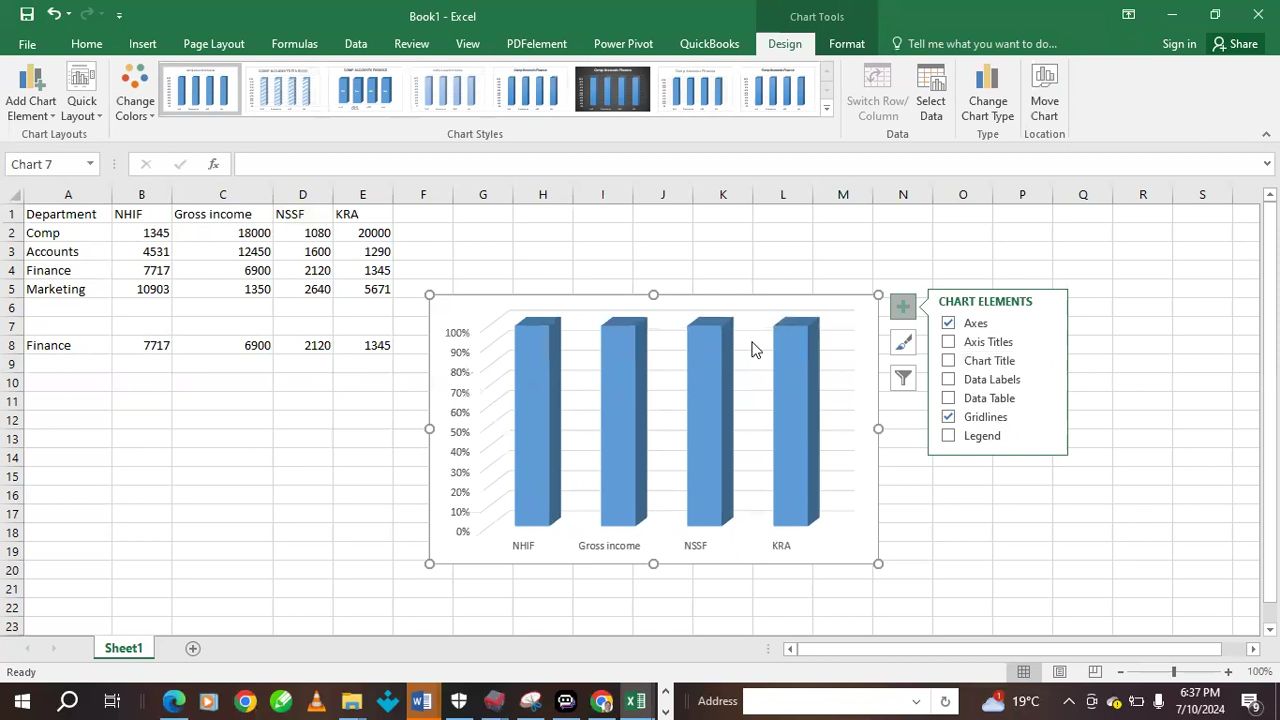 Book1 - Excel
Chart Tools
File Home Insert Page Layout Formulas Data Review View PDFelement Power Pivot QuickBooks Design Format Tell me what you want to do... Sign in Share
Add Chart Element
Quick Layout
Change Colors
Switch Row/Column
Select Data
Change Chart Type
Move Chart
Chart Layouts
Chart Styles
Data
Type
Location
Chart 7
fx
A B C D E F G H I J K L M N O P Q R S
1 Department NHIF Gross income NSSF KRA
2 Comp 1345 18000 1080 20000
3 Accounts 4531 12450 1600 1290
4 Finance 7717 6900 2120 1345
5 Marketing 10903 1350 2640 5671
6
7
8 Finance 7717 6900 2120 1345
9
10
11
12
13
14
15
16
17
18
19
20
21
22
23
100%
90%
80%
70%
60%
50%
40%
30%
20%
10%
0%
NHIF Gross income NSSF KRA
CHART ELEMENTS
Axes
Axis Titles
Chart Title
Data Labels
Data Table
Gridlines
Legend
Sheet1
Ready
100%
Address
19°C
6:37 PM
7/10/2024